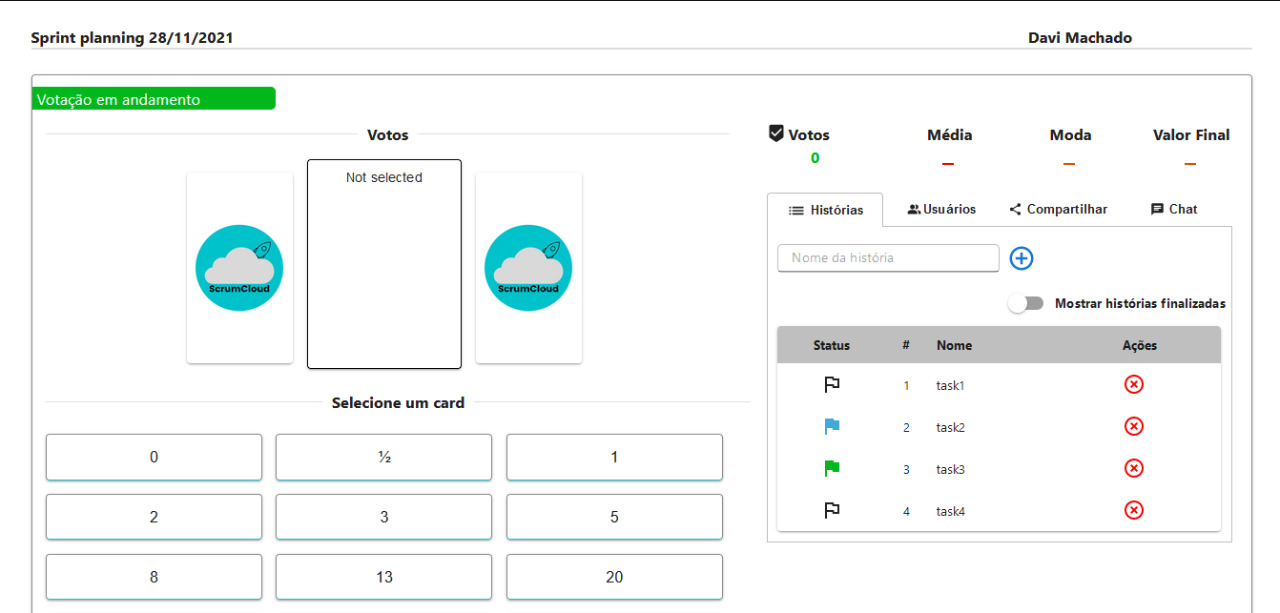 Sprint planning 28/11/2021
Davi Machado
Votação em andamento
Votos
Not selected
ScrumCloud
ScrumCloud
Selecione um card
0
½
1
2
3
5
8
13
20
Votos
Média
Moda
Valor Final
0
–
–
–
Histórias
Usuários
Compartilhar
Chat
Nome da história
Mostrar histórias finalizadas
Status # Nome Ações
1 task1
2 task2
3 task3
4 task4